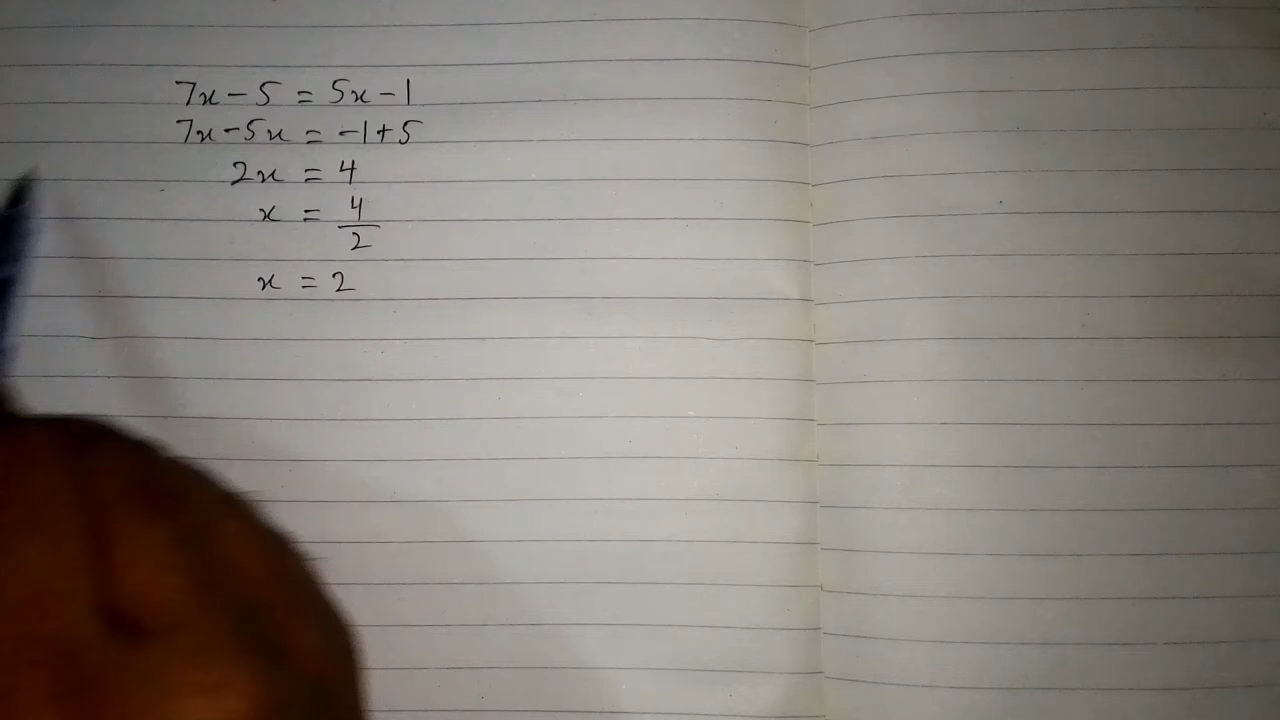 7x - 5 = 5x - 1
7x - 5x = -1 + 5
2x = 4
x = 4/2
x = 2